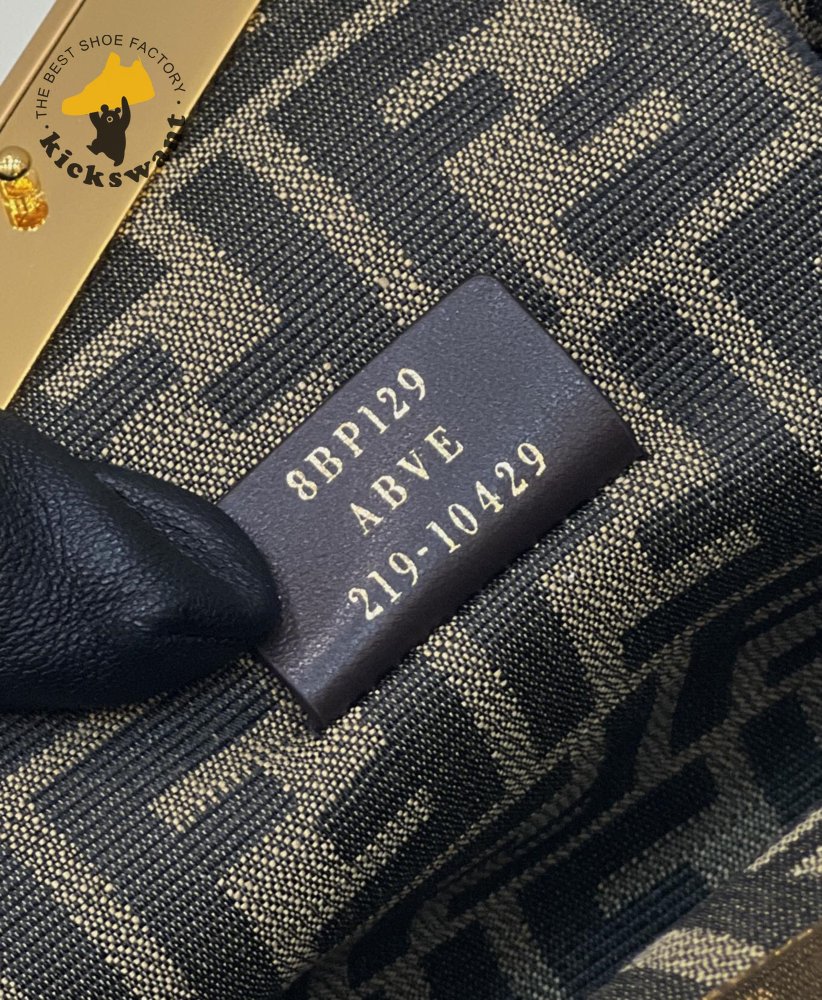 THE BEST SHOE FACTORY
kickswant
8BP129
ABVE
219-10429